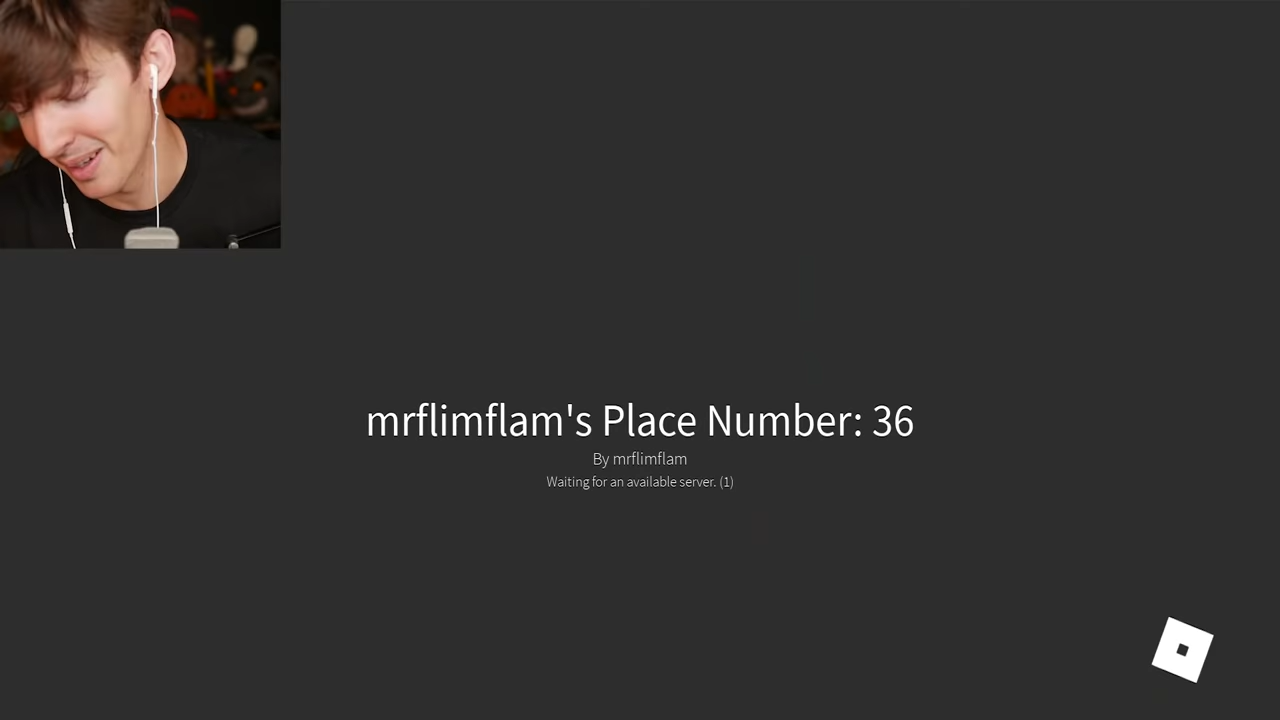 mrflimflam's Place Number: 36
By mrflimflam
Waiting for an available server. (1)